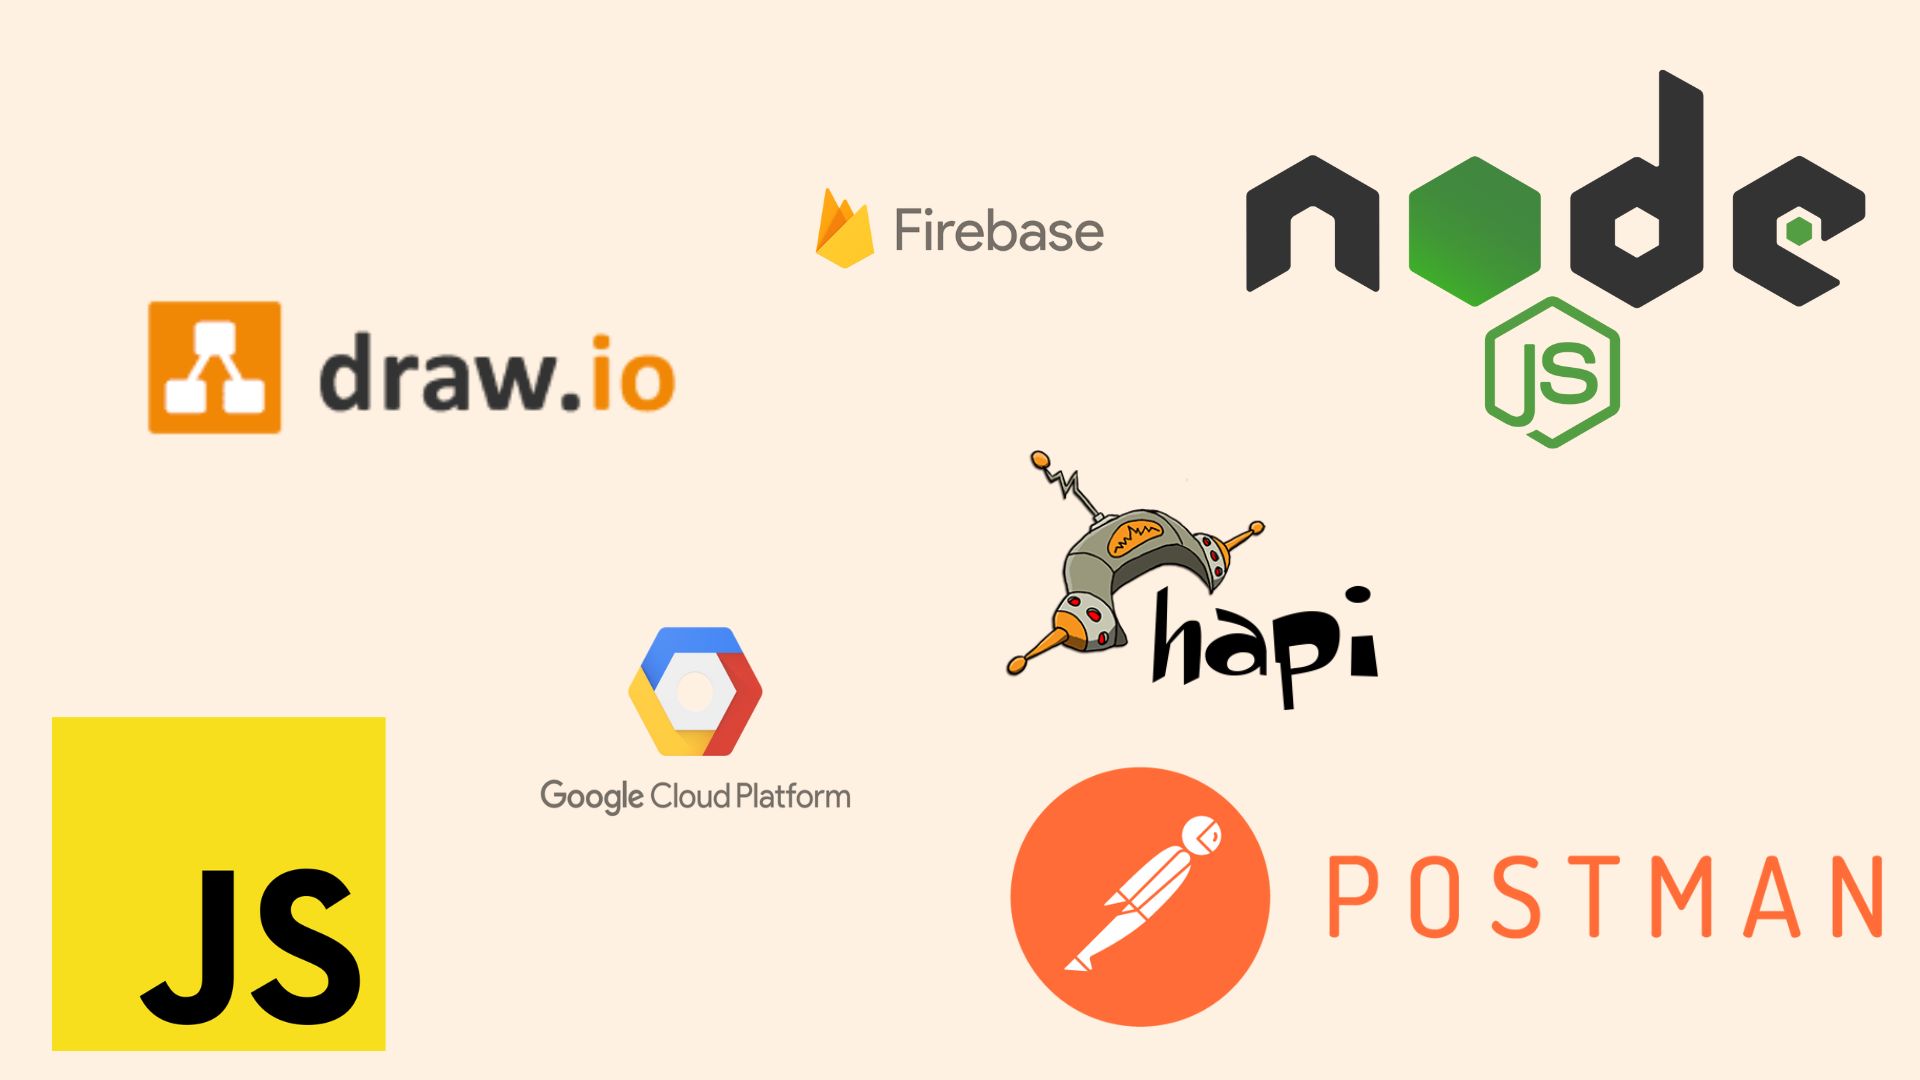 Firebase
node
JS
draw.io
hapi
Google Cloud Platform
JS
POSTMAN